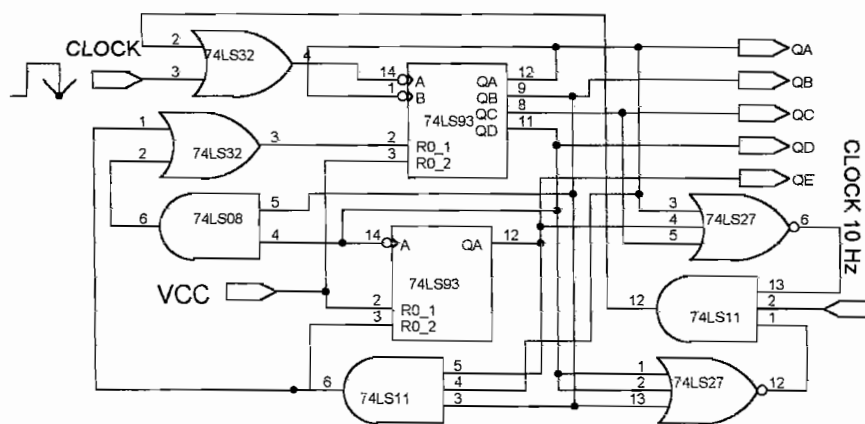 CLOCK
2
3
74LS32
4
14
1
A
B
QA
QB
QC
QD
12
9
8
11
74LS93
2
3
R0_1
R0_2
QA
QB
QC
QD
QE
1
2
74LS32
3
6
74LS08
5
4
14
A
QA
12
74LS93
2
3
R0_1
R0_2
VCC
3
4
5
74LS27
6
CLOCK 10 Hz
12
74LS11
13
2
1
6
74LS11
5
4
3
1
2
13
74LS27
12